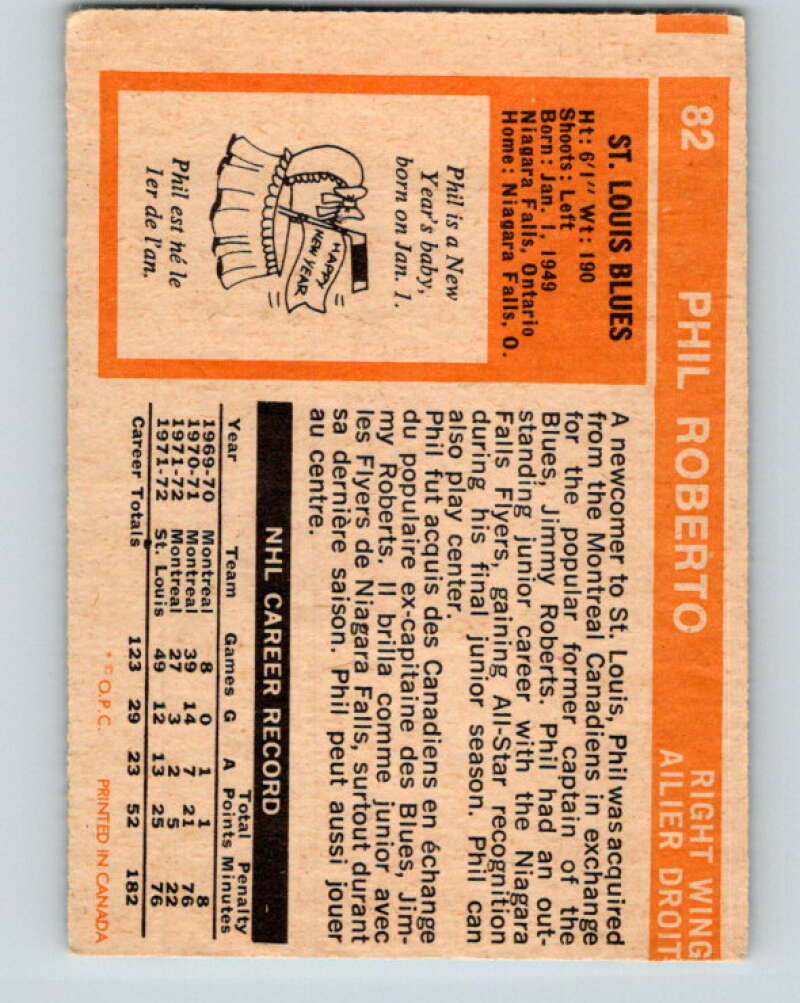 82
PHIL ROBERTO
RIGHT WING
AILIER DROIT
ST. LOUIS BLUES
Ht: 6'1" Wt: 190
Shoots: Left
Born: Jan. 1, 1949
Niagara Falls, Ontario
Home: Niagara Falls, O.
Phil is a New
Year's baby,
born on Jan. 1.
HAPPY
NEW YEAR
Phil est né le
1er de l'an.
A newcomer to St. Louis, Phil was acquired
from the Montreal Canadiens in exchange
for the popular former captain of the
Blues, Jimmy Roberts. Phil had an out-
standing junior career with the Niagara
Falls Flyers, gaining All-Star recognition
during his final junior season. Phil can
also play center.
Phil fut acquis des Canadiens en échange
du populaire ex-capitaine des Blues, Jim-
my Roberts. Il brilla comme junior avec
les Flyers de Niagara Falls, surtout durant
sa dernière saison. Phil peut aussi jouer
au centre.
NHL CAREER RECORD
Total Penalty
Year Team Games G A Points Minutes
1969-70 Montreal 8 0 1 1 8
1970-71 Montreal 39 14 7 21 76
1971-72 Montreal 27 3 2 5 22
1971-72 St. Louis 49 12 13 25 76
Career Totals 123 29 23 52 182
* © O.P.C. PRINTED IN CANADA